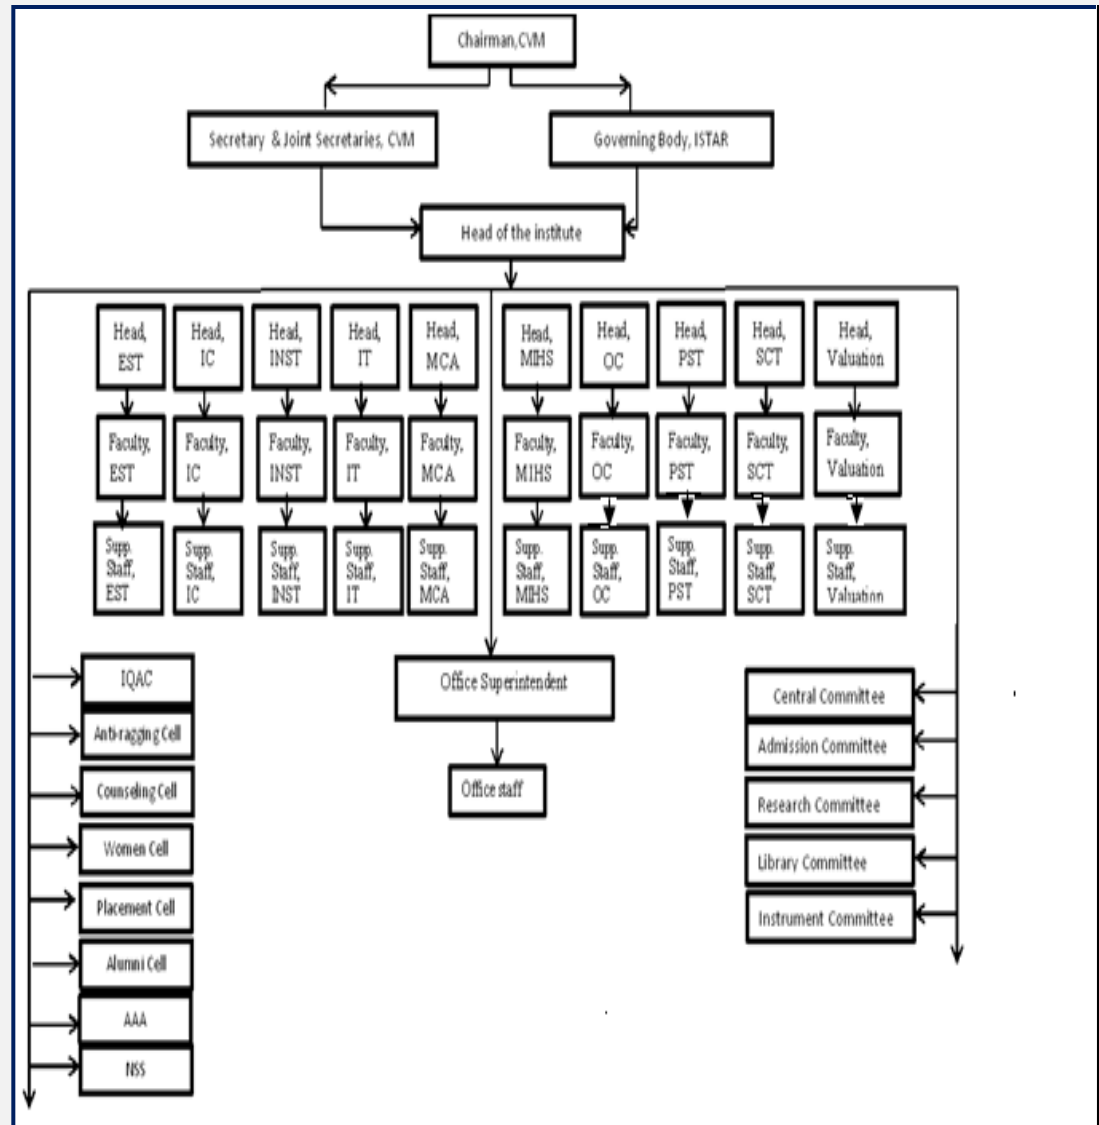 Chairman,CVM
Secretary & Joint Secretaries, CVM
Governing Body, ISTAR
Head of the institute
Head,
EST
Head,
IC
Head,
INST
Head,
IT
Head,
MCA
Head,
MIHS
Head,
OC
Head,
PST
Head,
SCT
Head,
Valuation
Faculty,
EST
Faculty,
IC
Faculty,
INST
Faculty,
IT
Faculty,
MCA
Faculty,
MIHS
Faculty,
OC
Faculty,
PST
Faculty,
SCT
Faculty,
Valuation
Supp.
Staff,
EST
Supp.
Staff,
IC
Supp.
Staff,
INST
Supp.
Staff,
IT
Supp.
Staff,
MCA
Supp.
Staff,
MIHS
Supp.
Staff,
OC
Supp.
Staff,
PST
Supp.
Staff,
SCT
Supp.
Staff,
Valuation
IQAC
Anti-ragging Cell
Counseling Cell
Women Cell
Placement Cell
Alumni Cell
AAA
NSS
Office Superintendent
Office staff
Central Committee
Admission Committee
Research Committee
Library Committee
Instrument Committee